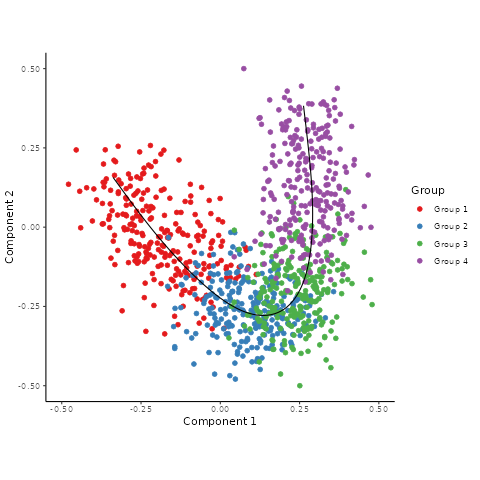 0.50
0.25
0.00
-0.25
-0.50
Component 2
-0.50
-0.25
0.00
0.25
0.50
Component 1
Group
Group 1
Group 2
Group 3
Group 4